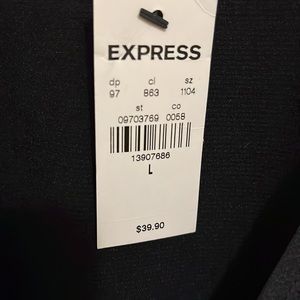 EXPRESS
dp cl sz
97 863 1104
st co
09703769 0058
13907686
L
$39.90